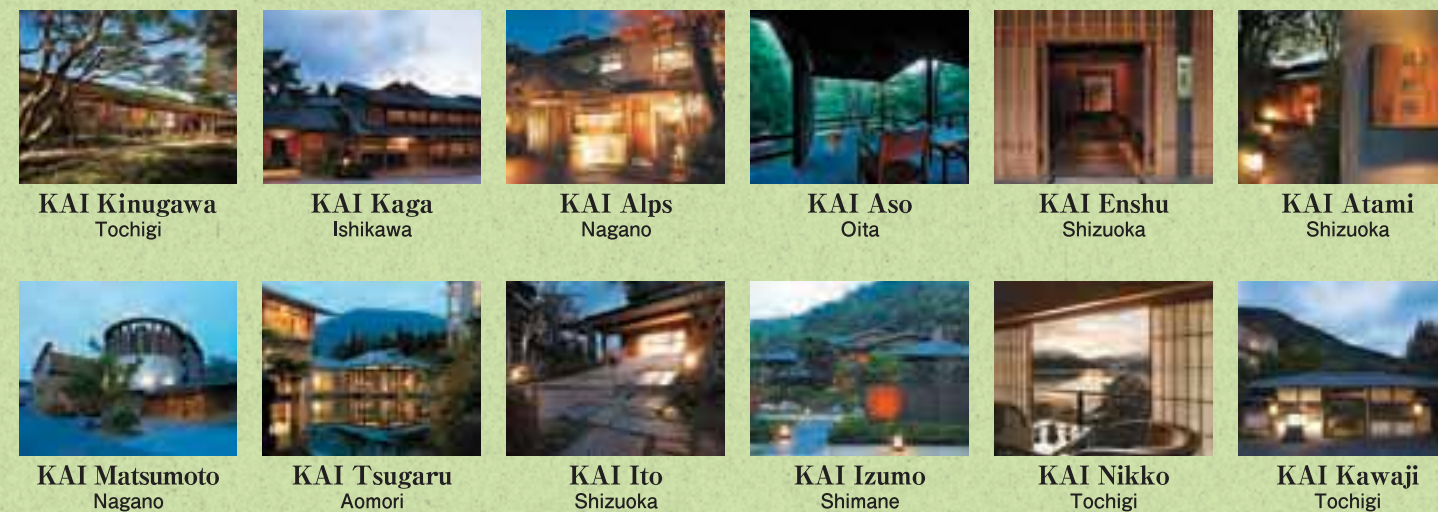 KAI Kinugawa
Tochigi
KAI Kaga
Ishikawa
KAI Alps
Nagano
KAI Aso
Oita
KAI Enshu
Shizuoka
KAI Atami
Shizuoka
KAI Matsumoto
Nagano
KAI Tsugaru
Aomori
KAI Ito
Shizuoka
KAI Izumo
Shimane
KAI Nikko
Tochigi
KAI Kawaji
Tochigi